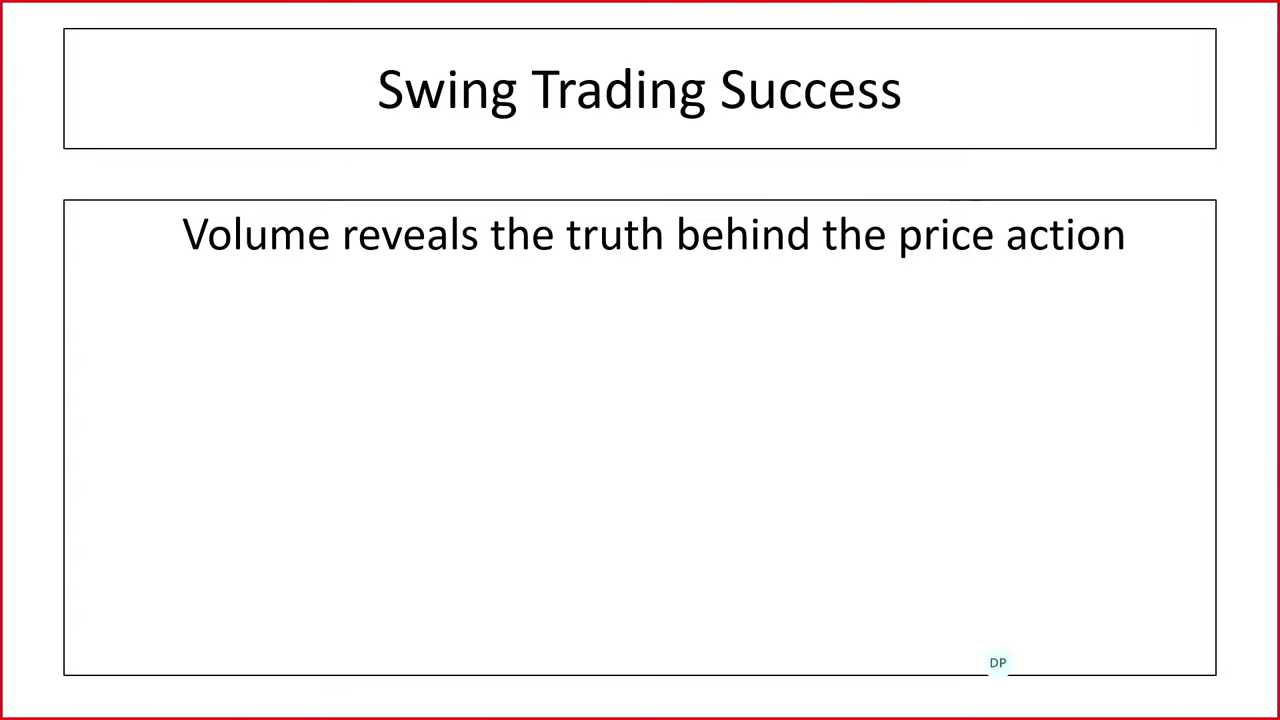 Swing Trading Success
Volume reveals the truth behind the price action
DP